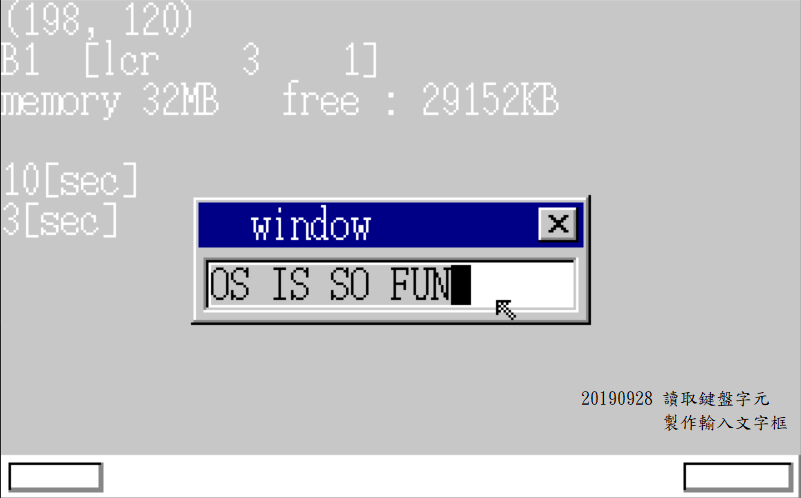 (198, 120)
B1 [lcr 3 1]
memory 32MB free : 29152KB
10[sec]
3[sec]
window
OS IS SO FUN
20190928 讀取鍵盤字元
製作輸入文字框